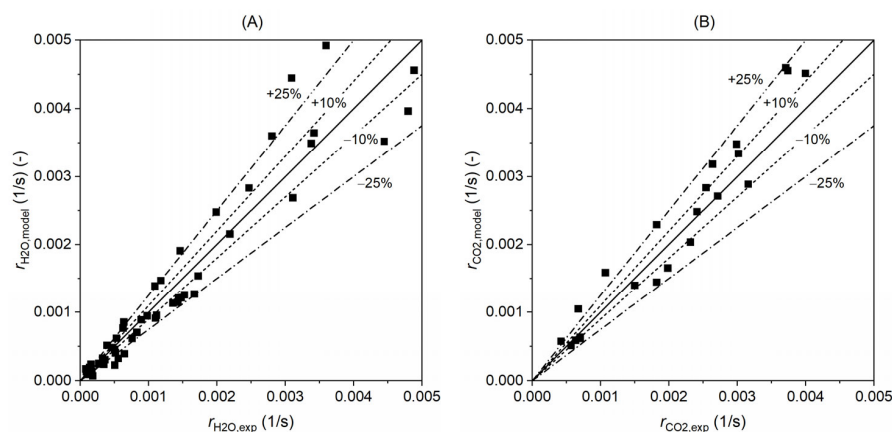 (A)
0.005
0.004
0.003
0.002
0.001
0.000
r_H2O,model (1/s) (-)
+25%
+10%
−10%
−25%
0.000 0.001 0.002 0.003 0.004 0.005
r_H2O,exp (1/s)
(B)
0.005
0.004
0.003
0.002
0.001
0.000
r_CO2,model (1/s) (-)
+25%
+10%
−10%
−25%
0.000 0.001 0.002 0.003 0.004 0.005
r_CO2,exp (1/s)